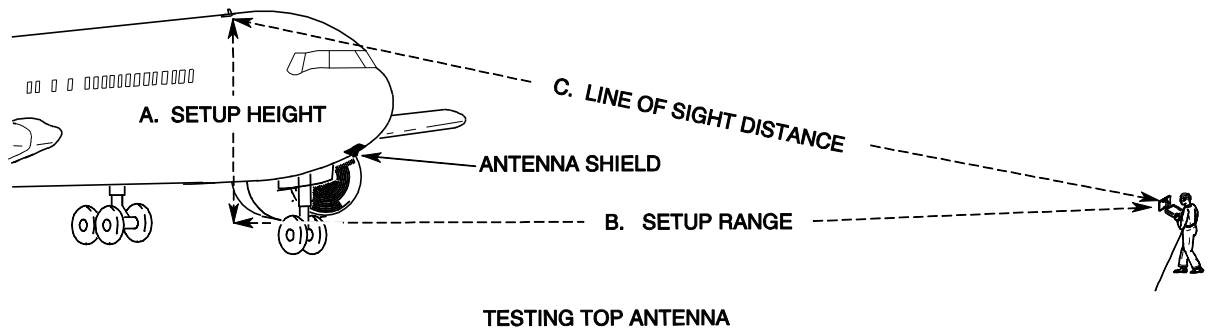 C. LINE OF SIGHT DISTANCE
A. SETUP HEIGHT
ANTENNA SHIELD
B. SETUP RANGE
TESTING TOP ANTENNA